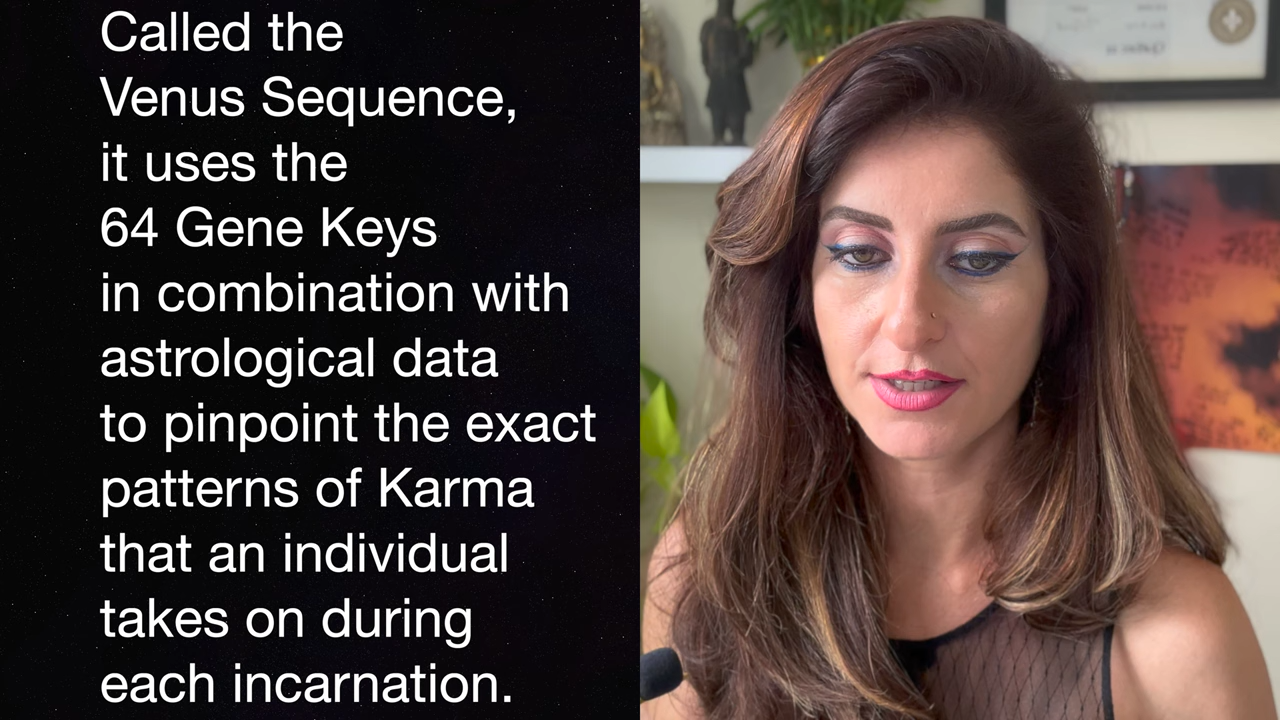 Called the
Venus Sequence,
it uses the
64 Gene Keys
in combination with
astrological data
to pinpoint the exact
patterns of Karma
that an individual
takes on during
each incarnation.